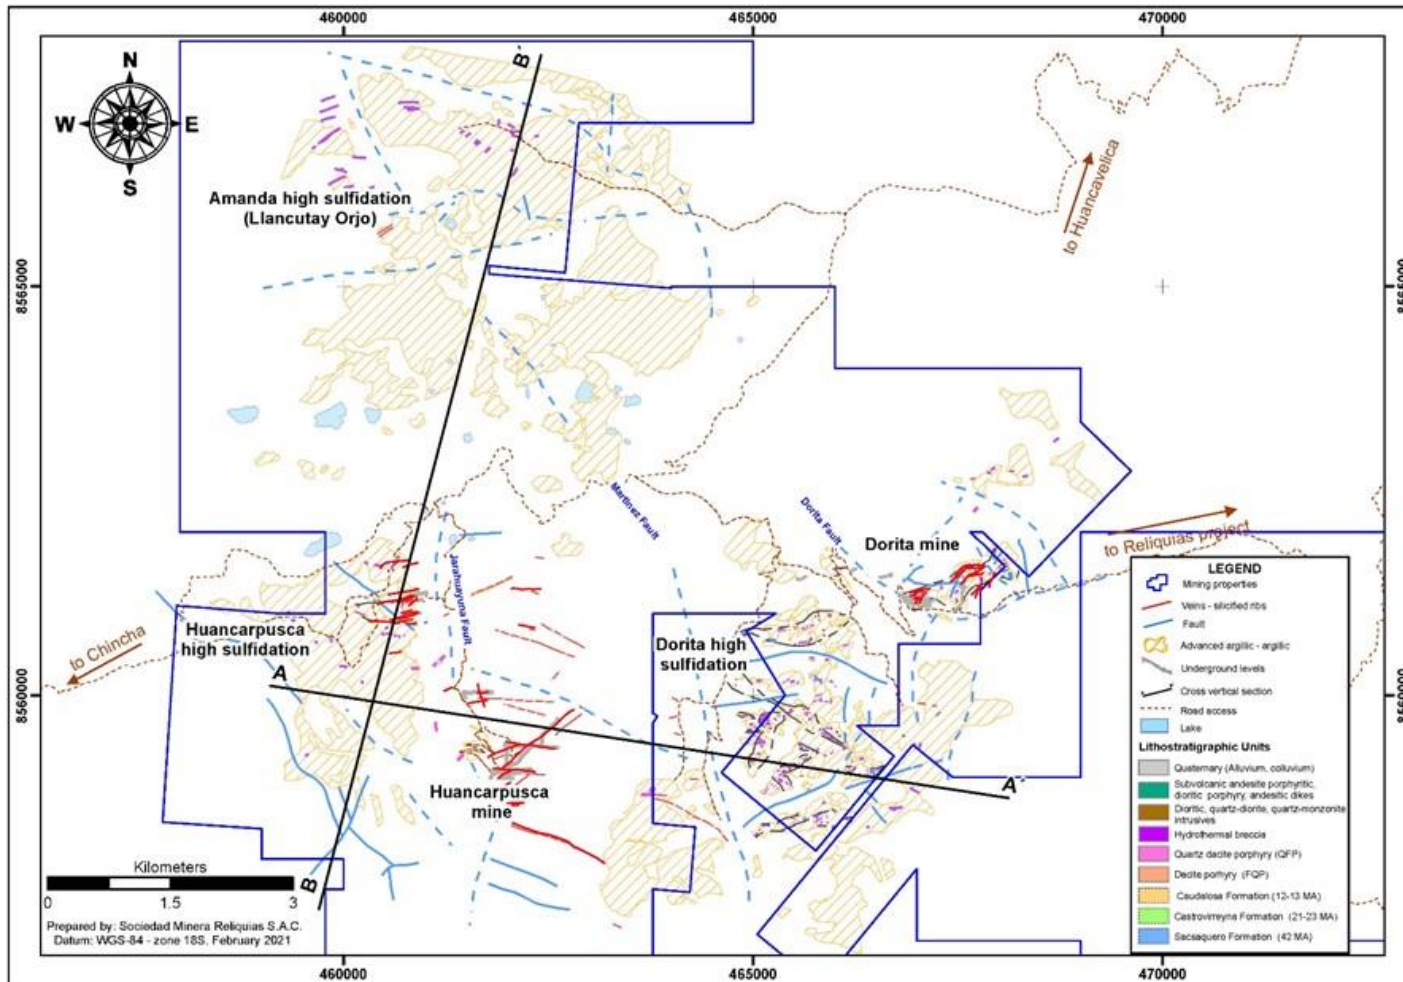 460000
465000
470000
N
W
E
S
B'
Amanda high sulfidation
(Llancutay Orjo)
to Huancavelica
8565000
8565000
Martinez Fault
Dorita Fault
Dorita mine
to Reliquias project
Jarahuayuna Fault
to Chincha
Huancarpusca
high sulfidation
Dorita high
sulfidation
A
8560000
8560000
A'
Huancarpusca
mine
B
Kilometers
0
1.5
3
Prepared by: Sociedad Minera Reliquias S.A.C.
Datum: WGS-84 - zone 18S. February 2021
LEGEND
Mining properties
Veins - silicified ribs
Fault
Advanced argillic - argillic
Underground levels
Cross vertical section
Road access
Lake
Lithostratigraphic Units
Quaternary (Alluvium, colluvium)
Subvolcanic andesite porphyritic,
dioritic porphyry, andesitic dikes
Dioritic, quartz-diorite, quartz-monzonite
intrusives
Hydrothermal breccia
Quartz dacite porphyry (QFP)
Decite porhyry (FQP)
Caudalosa Formation (12-13 MA)
Castrovirreyna Formation (21-23 MA)
Sacsaquero Formation (42 MA)
460000
465000
470000